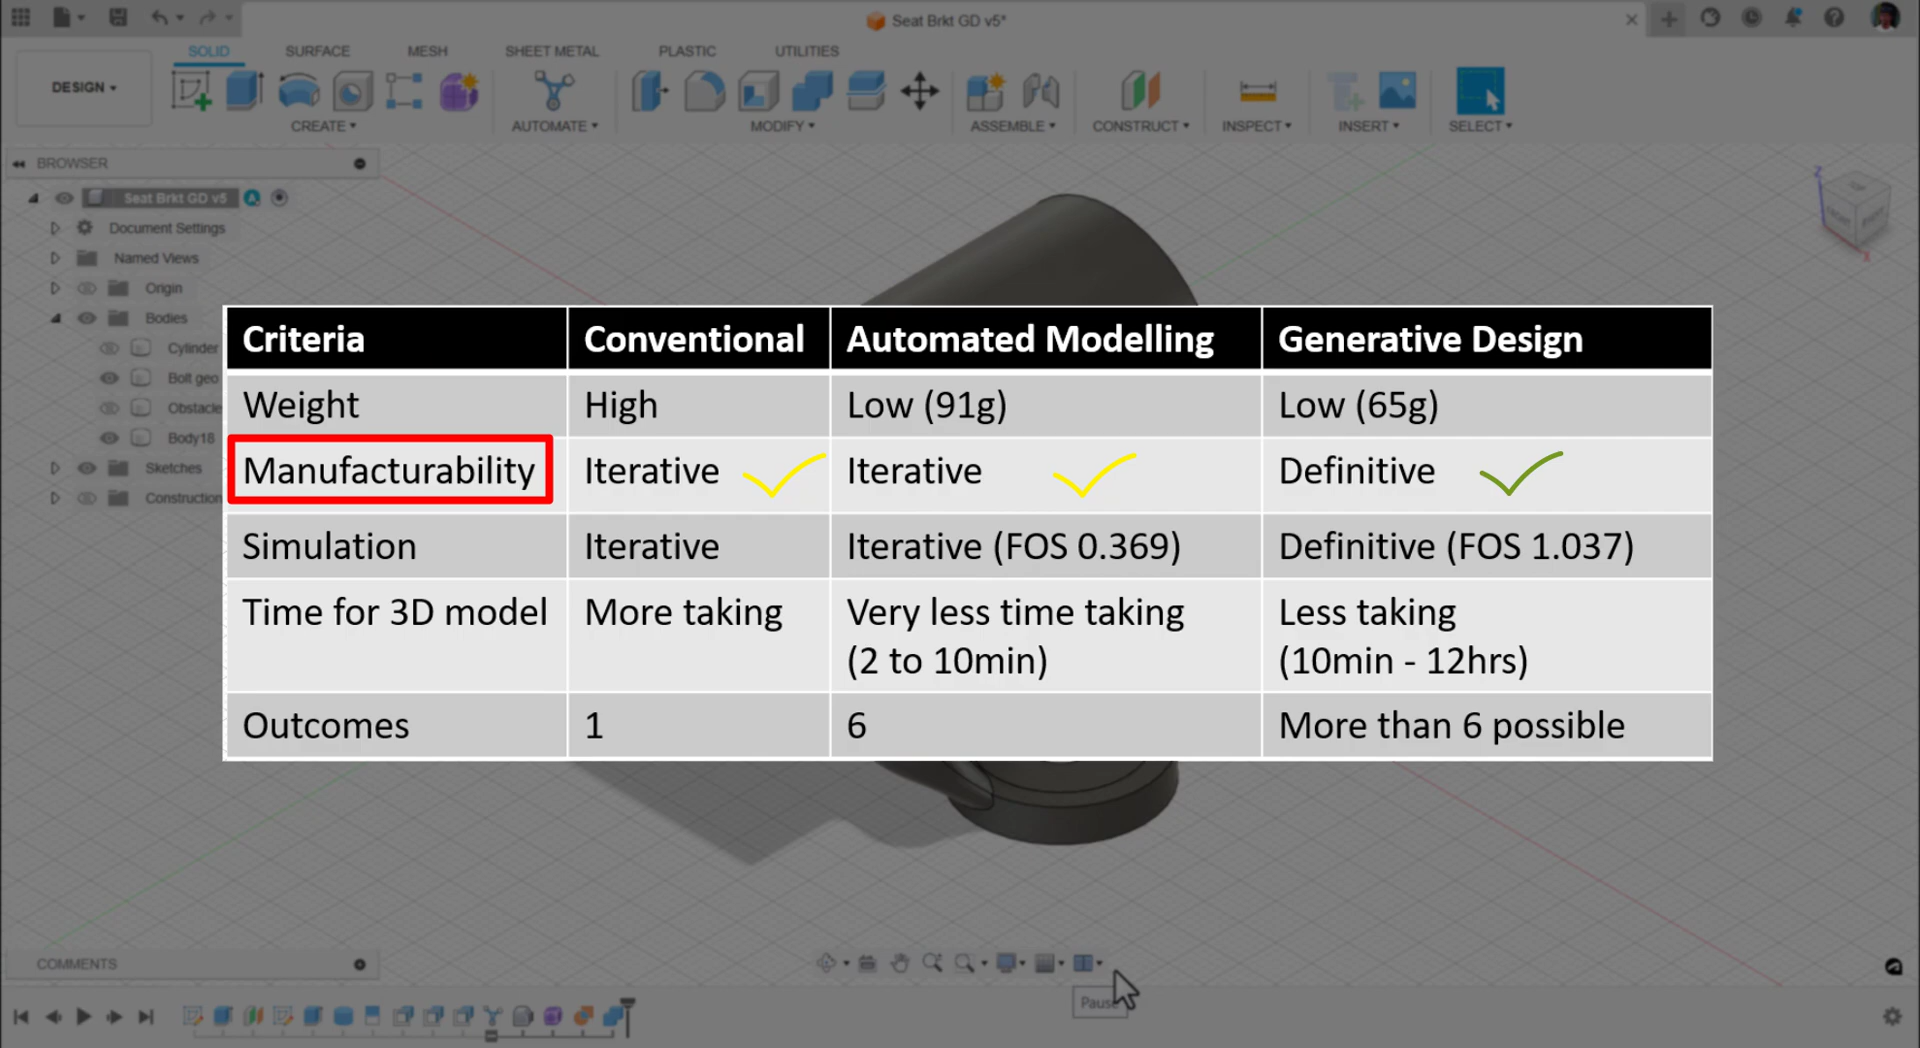 Seat Brkt GD v5*
SOLID SURFACE MESH SHEET METAL PLASTIC UTILITIES
DESIGN
CREATE AUTOMATE MODIFY ASSEMBLE CONSTRUCT INSPECT INSERT SELECT
BROWSER
Seat Brkt GD v5
Document Settings
Named Views
Origin
Bodies
Cylinder
Bolt geo
Obstacle
Body18
Sketches
Construction
Criteria Conventional Automated Modelling Generative Design
Weight High Low (91g) Low (65g)
Manufacturability Iterative Iterative Definitive
Simulation Iterative Iterative (FOS 0.369) Definitive (FOS 1.037)
Time for 3D model More taking Very less time taking Less taking
(2 to 10min) (10min - 12hrs)
Outcomes 1 6 More than 6 possible
COMMENTS
Pause
Z
X